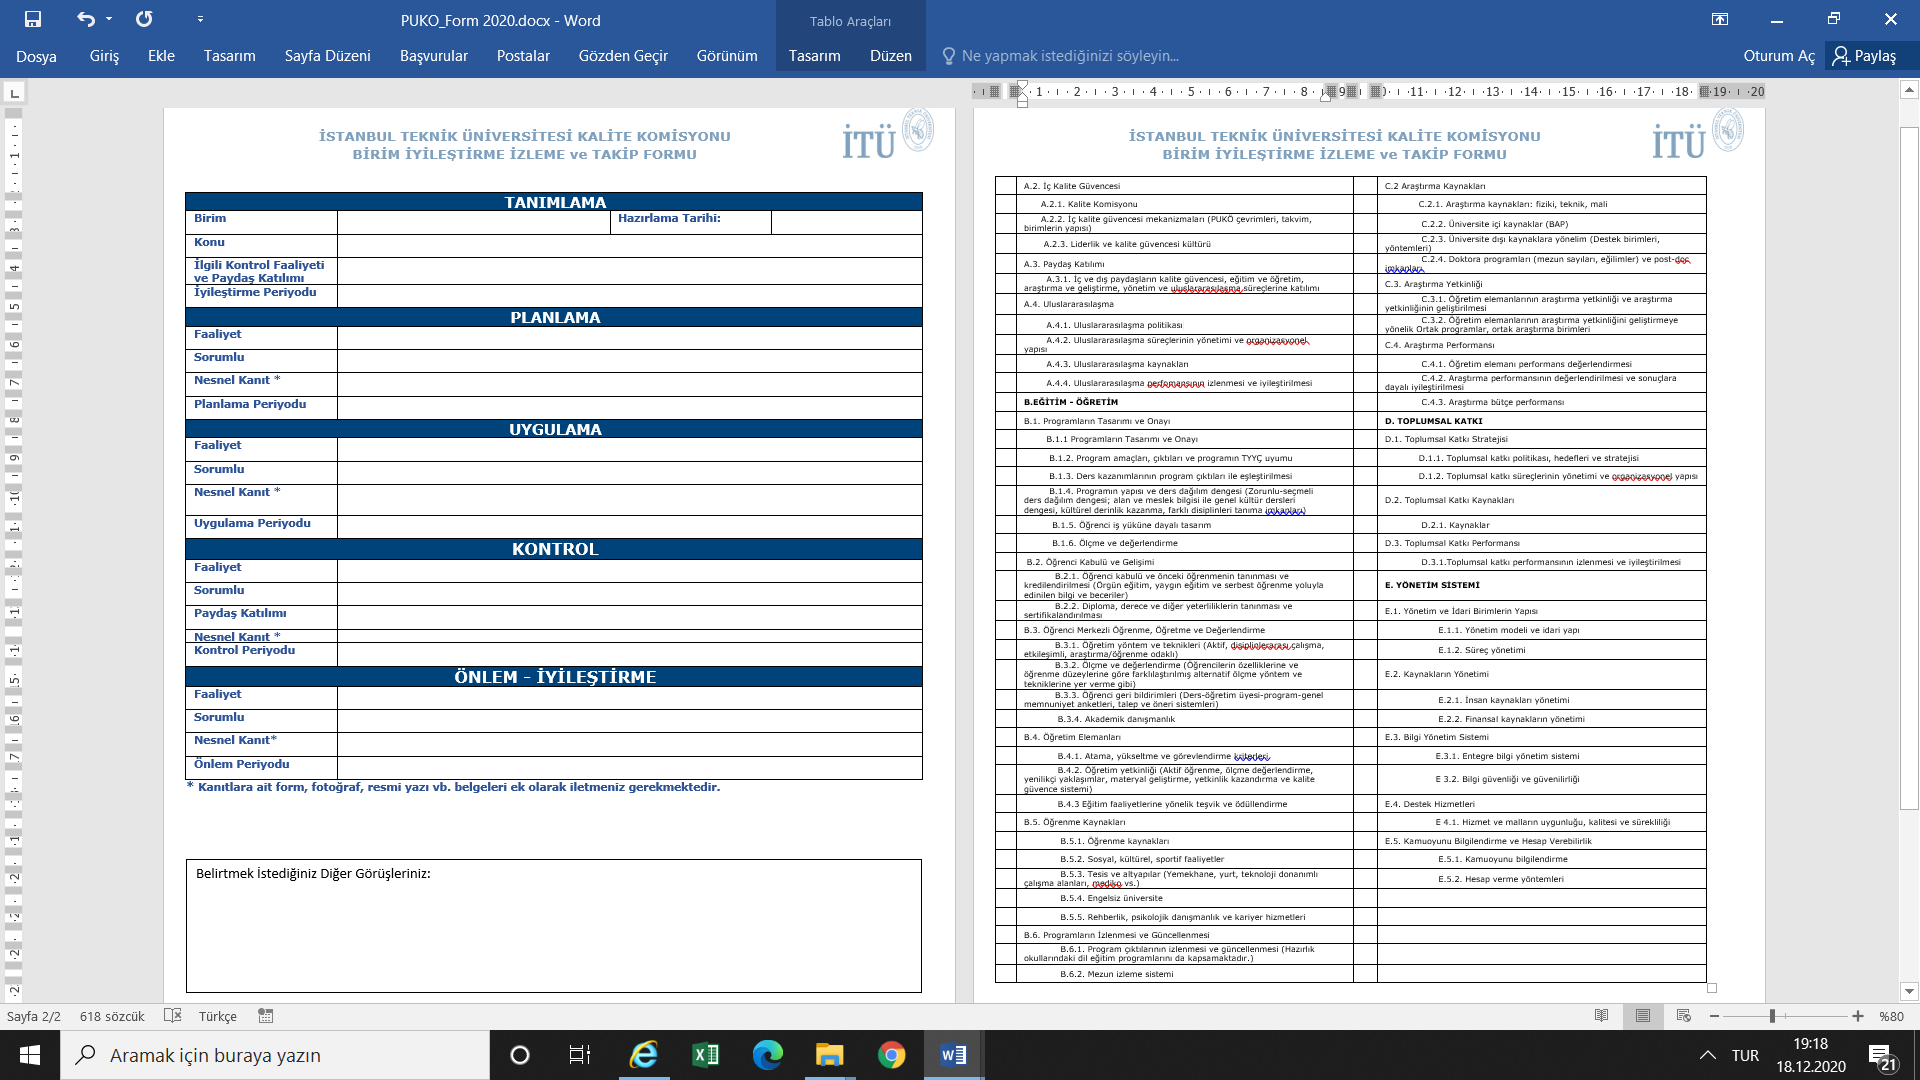 PUKO_Form 2020.docx - Word
Tablo Araçları
Dosya Giriş Ekle Tasarım Sayfa Düzeni Başvurular Postalar Gözden Geçir Görünüm Tasarım Düzen Ne yapmak istediğinizi söyleyin... Oturum Aç Paylaş
İSTANBUL TEKNİK ÜNİVERSİTESİ KALİTE KOMİSYONU
BİRİM İYİLEŞTİRME İZLEME ve TAKİP FORMU
İTÜ
TANIMLAMA
Birim Hazırlama Tarihi:
Konu
İlgili Kontrol Faaliyeti
ve Paydaş Katılımı
İyileştirme Periyodu
PLANLAMA
Faaliyet
Sorumlu
Nesnel Kanıt *
Planlama Periyodu
UYGULAMA
Faaliyet
Sorumlu
Nesnel Kanıt *
Uygulama Periyodu
KONTROL
Faaliyet
Sorumlu
Paydaş Katılımı
Nesnel Kanıt *
Kontrol Periyodu
ÖNLEM - İYİLEŞTİRME
Faaliyet
Sorumlu
Nesnel Kanıt*
Önlem Periyodu
* Kanıtlara ait form, fotoğraf, resmi yazı vb. belgeleri ek olarak iletmeniz gerekmektedir.
Belirtmek İstediğiniz Diğer Görüşleriniz:
İSTANBUL TEKNİK ÜNİVERSİTESİ KALİTE KOMİSYONU
BİRİM İYİLEŞTİRME İZLEME ve TAKİP FORMU
İTÜ
A.2. İç Kalite Güvencesi
A.2.1. Kalite Komisyonu
A.2.2. İç kalite güvencesi mekanizmaları (PUKÖ çevrimleri, takvim,
birimlerin yapısı)
A.2.3. Liderlik ve kalite güvencesi kültürü
A.3. Paydaş Katılımı
A.3.1. İç ve dış paydaşların kalite güvencesi, eğitim ve öğretim,
araştırma ve geliştirme, yönetim ve uluslararasılaşma süreçlerine katılımı
A.4. Uluslararasılaşma
A.4.1. Uluslararasılaşma politikası
A.4.2. Uluslararasılaşma süreçlerinin yönetimi ve organizasyonel
yapısı
A.4.3. Uluslararasılaşma kaynakları
A.4.4. Uluslararasılaşma perfomansının izlenmesi ve iyileştirilmesi
B.EĞİTİM - ÖĞRETİM
B.1. Programların Tasarımı ve Onayı
B.1.1 Programların Tasarımı ve Onayı
B.1.2. Program amaçları, çıktıları ve programın TYYÇ uyumu
B.1.3. Ders kazanımlarının program çıktıları ile eşleştirilmesi
B.1.4. Programın yapısı ve ders dağılım dengesi (Zorunlu-seçmeli
ders dağılım dengesi; alan ve meslek bilgisi ile genel kültür dersleri
dengesi, kültürel derinlik kazanma, farklı disiplinleri tanıma imkanları)
B.1.5. Öğrenci iş yüküne dayalı tasarım
B.1.6. Ölçme ve değerlendirme
B.2. Öğrenci Kabulü ve Gelişimi
B.2.1. Öğrenci kabulü ve önceki öğrenmenin tanınması ve
kredilendirilmesi (Örgün eğitim, yaygın eğitim ve serbest öğrenme yoluyla
edinilen bilgi ve beceriler)
B.2.2. Diploma, derece ve diğer yeterliliklerin tanınması ve
sertifikalandırılması
B.3. Öğrenci Merkezli Öğrenme, Öğretme ve Değerlendirme
B.3.1. Öğretim yöntem ve teknikleri (Aktif, disiplinlerarası çalışma,
etkileşimli, araştırma/öğrenme odaklı)
B.3.2. Ölçme ve değerlendirme (Öğrencilerin özelliklerine ve
öğrenme düzeylerine göre farklılaştırılmış alternatif ölçme yöntem ve
tekniklerine yer verme gibi)
B.3.3. Öğrenci geri bildirimleri (Ders-öğretim üyesi-program-genel
memnuniyet anketleri, talep ve öneri sistemleri)
B.3.4. Akademik danışmanlık
B.4. Öğretim Elemanları
B.4.1. Atama, yükseltme ve görevlendirme kriterleri
B.4.2. Öğretim yetkinliği (Aktif öğrenme, ölçme değerlendirme,
yenilikçi yaklaşımlar, materyal geliştirme, yetkinlik kazandırma ve kalite
güvence sistemi)
B.4.3 Eğitim faaliyetlerine yönelik teşvik ve ödüllendirme
B.5. Öğrenme Kaynakları
B.5.1. Öğrenme kaynakları
B.5.2. Sosyal, kültürel, sportif faaliyetler
B.5.3. Tesis ve altyapılar (Yemekhane, yurt, teknoloji donanımlı
çalışma alanları, mediko vs.)
B.5.4. Engelsiz üniversite
B.5.5. Rehberlik, psikolojik danışmanlık ve kariyer hizmetleri
B.6. Programların İzlenmesi ve Güncellenmesi
B.6.1. Program çıktılarının izlenmesi ve güncellenmesi (Hazırlık
okullarındaki dil eğitim programlarını da kapsamaktadır.)
B.6.2. Mezun izleme sistemi
C.2 Araştırma Kaynakları
C.2.1. Araştırma kaynakları: fiziki, teknik, mali
C.2.2. Üniversite içi kaynaklar (BAP)
C.2.3. Üniversite dışı kaynaklara yönelim (Destek birimleri,
yöntemleri)
C.2.4. Doktora programları (mezun sayıları, eğilimler) ve post-doc
imkanları
C.3. Araştırma Yetkinliği
C.3.1. Öğretim elemanlarının araştırma yetkinliği ve araştırma
yetkinliğinin geliştirilmesi
C.3.2. Öğretim elemanlarının araştırma yetkinliğini geliştirmeye
yönelik Ortak programlar, ortak araştırma birimleri
C.4. Araştırma Performansı
C.4.1. Öğretim elemanı performans değerlendirmesi
C.4.2. Araştırma performansının değerlendirilmesi ve sonuçlara
dayalı iyileştirilmesi
C.4.3. Araştırma bütçe performansı
D. TOPLUMSAL KATKI
D.1. Toplumsal Katkı Stratejisi
D.1.1. Toplumsal katkı politikası, hedefleri ve stratejisi
D.1.2. Toplumsal katkı süreçlerinin yönetimi ve organizasyonel yapısı
D.2. Toplumsal Katkı Kaynakları
D.2.1. Kaynaklar
D.3. Toplumsal Katkı Performansı
D.3.1.Toplumsal katkı performansının izlenmesi ve iyileştirilmesi
E. YÖNETİM SİSTEMİ
E.1. Yönetim ve İdari Birimlerin Yapısı
E.1.1. Yönetim modeli ve idari yapı
E.1.2. Süreç yönetimi
E.2. Kaynakların Yönetimi
E.2.1. İnsan kaynakları yönetimi
E.2.2. Finansal kaynakların yönetimi
E.3. Bilgi Yönetim Sistemi
E.3.1. Entegre bilgi yönetim sistemi
E 3.2. Bilgi güvenliği ve güvenilirliği
E.4. Destek Hizmetleri
E 4.1. Hizmet ve malların uygunluğu, kalitesi ve sürekliliği
E.5. Kamuoyunu Bilgilendirme ve Hesap Verebilirlik
E.5.1. Kamuoyunu bilgilendirme
E.5.2. Hesap verme yöntemleri
Sayfa 2/2 618 sözcük Türkçe %80
Aramak için buraya yazın
TUR
19:18
18.12.2020
21